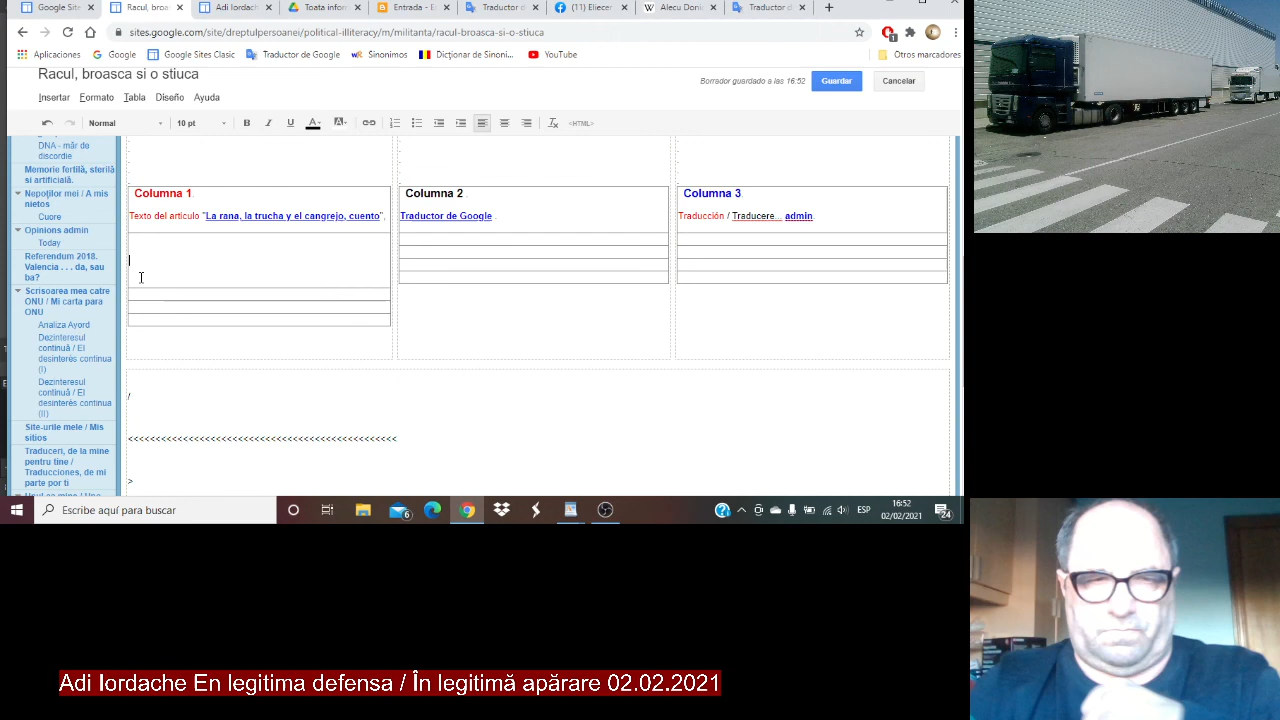 Google Site
Racul, broa
Adi Iordach
Toata infor
Entrada - E
Traductor d
(11) Eliecer
Alecu Doni
Traductor d
sites.google.com/site/dreptulpersoanei/political-illiteracy/m/militanta/racul-broasca-si-o-stiuca
Aplicaciones
Google
Google Sites Clasic
Traductor de Google
Sinonimos
Dicționar de Sinoni...
YouTube
Otros marcadores
Racul, broasca si o stiuca
Borrador guardado a las 16:52
Guardar
Cancelar
Insertar Formato Tabla Diseño Ayuda
Normal 10 pt B I U A A <HTML>
DNA - măr de
discordie
Memorie fertilă, sterilă
si artificială.
Nepoților mei / A mis
nietos
Cuore
Opinions admin
Today
Referendum 2018.
Valencia . . . da, sau
ba?
Scrisoarea mea catre
ONU / Mi carta para
ONU
Analiza Ayord
Dezinteresul
continuă / El
desinterés continua
(I)
Dezinteresul
continuă / El
desinterés continua
(II)
Site-urile mele / Mis
sitios
Traduceri, de la mine
pentru tine /
Traducciones, de mi
parte por ti
Columna 1.
Texto del artículo "La rana, la trucha y el cangrejo, cuento",
Columna 2 .
Traductor de Google .
Columna 3.
Traducción / Traducere... admin.
/
<<<<<<<<<<<<<<<<<<<<<<<<<<<<<<<<<<<<<<<<<<<<<<<<<
>
Escribe aquí para buscar
6
ESP
16:52
02/02/2021
24
Adi Iordache En legitima defensa / În legitimă apărare 02.02.2021